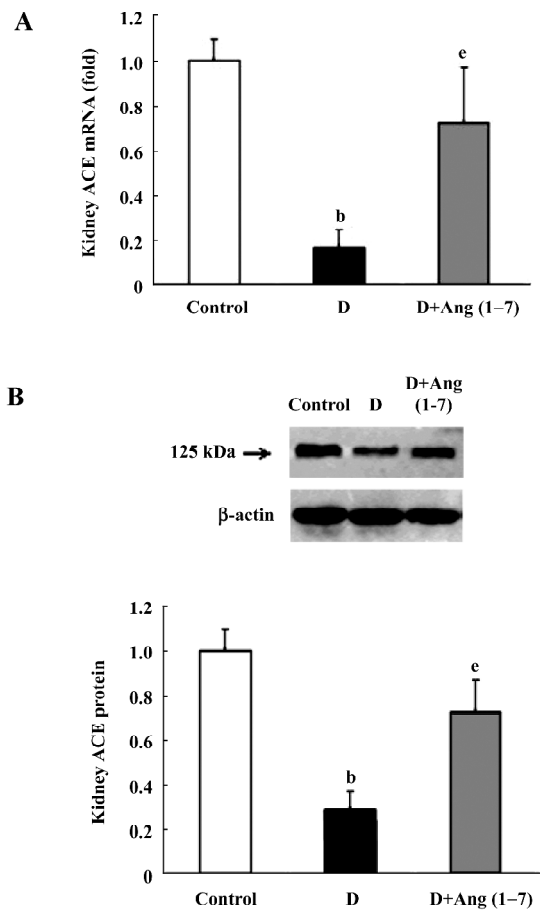 A
Kidney ACE mRNA (fold)
1.2
1.0
0.8
0.6
0.4
0.2
0
b
e
Control D D+Ang (1–7)
B
Control D D+Ang (1-7)
125 kDa
β-actin
Kidney ACE protein
1.2
1.0
0.8
0.6
0.4
0.2
0
b
e
Control D D+Ang (1–7)